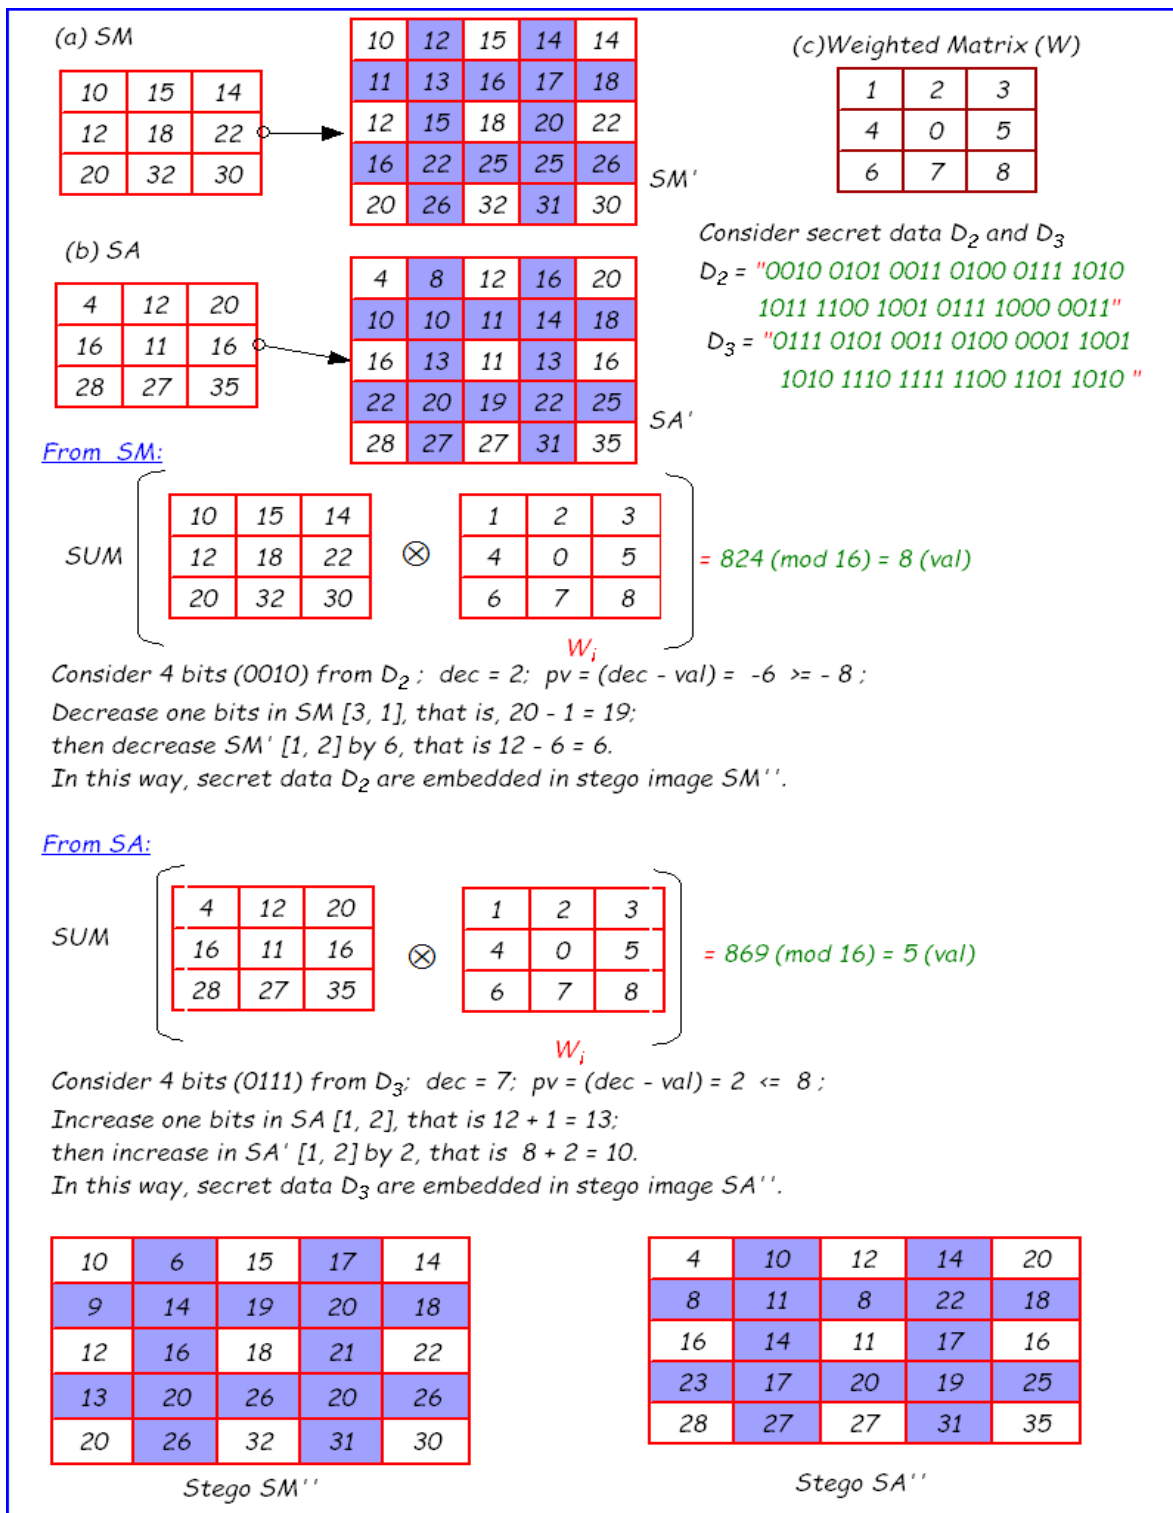 (a) SM
10 15 14
12 18 22
20 32 30
10 12 15 14 14
11 13 16 17 18
12 15 18 20 22
16 22 25 25 26
20 26 32 31 30
SM'
(c)Weighted Matrix (W)
1 2 3
4 0 5
6 7 8
(b) SA
4 12 20
16 11 16
28 27 35
4 8 12 16 20
10 10 11 14 18
16 13 11 13 16
22 20 19 22 25
28 27 27 31 35
SA'
Consider secret data D2 and D3
D2 = "0010 0101 0011 0100 0111 1010
1011 1100 1001 0111 1000 0011"
D3 = "0111 0101 0011 0100 0001 1001
1010 1110 1111 1100 1101 1010 "
From SM:
SUM
10 15 14
12 18 22
20 32 30
⊗
1 2 3
4 0 5
6 7 8
= 824 (mod 16) = 8 (val)
Wi
Consider 4 bits (0010) from D2 ; dec = 2; pv = (dec - val) = -6 >= - 8 ;
Decrease one bits in SM [3, 1], that is, 20 - 1 = 19;
then decrease SM' [1, 2] by 6, that is 12 - 6 = 6.
In this way, secret data D2 are embedded in stego image SM''.
From SA:
SUM
4 12 20
16 11 16
28 27 35
⊗
1 2 3
4 0 5
6 7 8
= 869 (mod 16) = 5 (val)
Wi
Consider 4 bits (0111) from D3; dec = 7; pv = (dec - val) = 2 <= 8 ;
Increase one bits in SA [1, 2], that is 12 + 1 = 13;
then increase in SA' [1, 2] by 2, that is 8 + 2 = 10.
In this way, secret data D3 are embedded in stego image SA''.
10 6 15 17 14
9 14 19 20 18
12 16 18 21 22
13 20 26 20 26
20 26 32 31 30
Stego SM''
4 10 12 14 20
8 11 8 22 18
16 14 11 17 16
23 17 20 19 25
28 27 27 31 35
Stego SA''